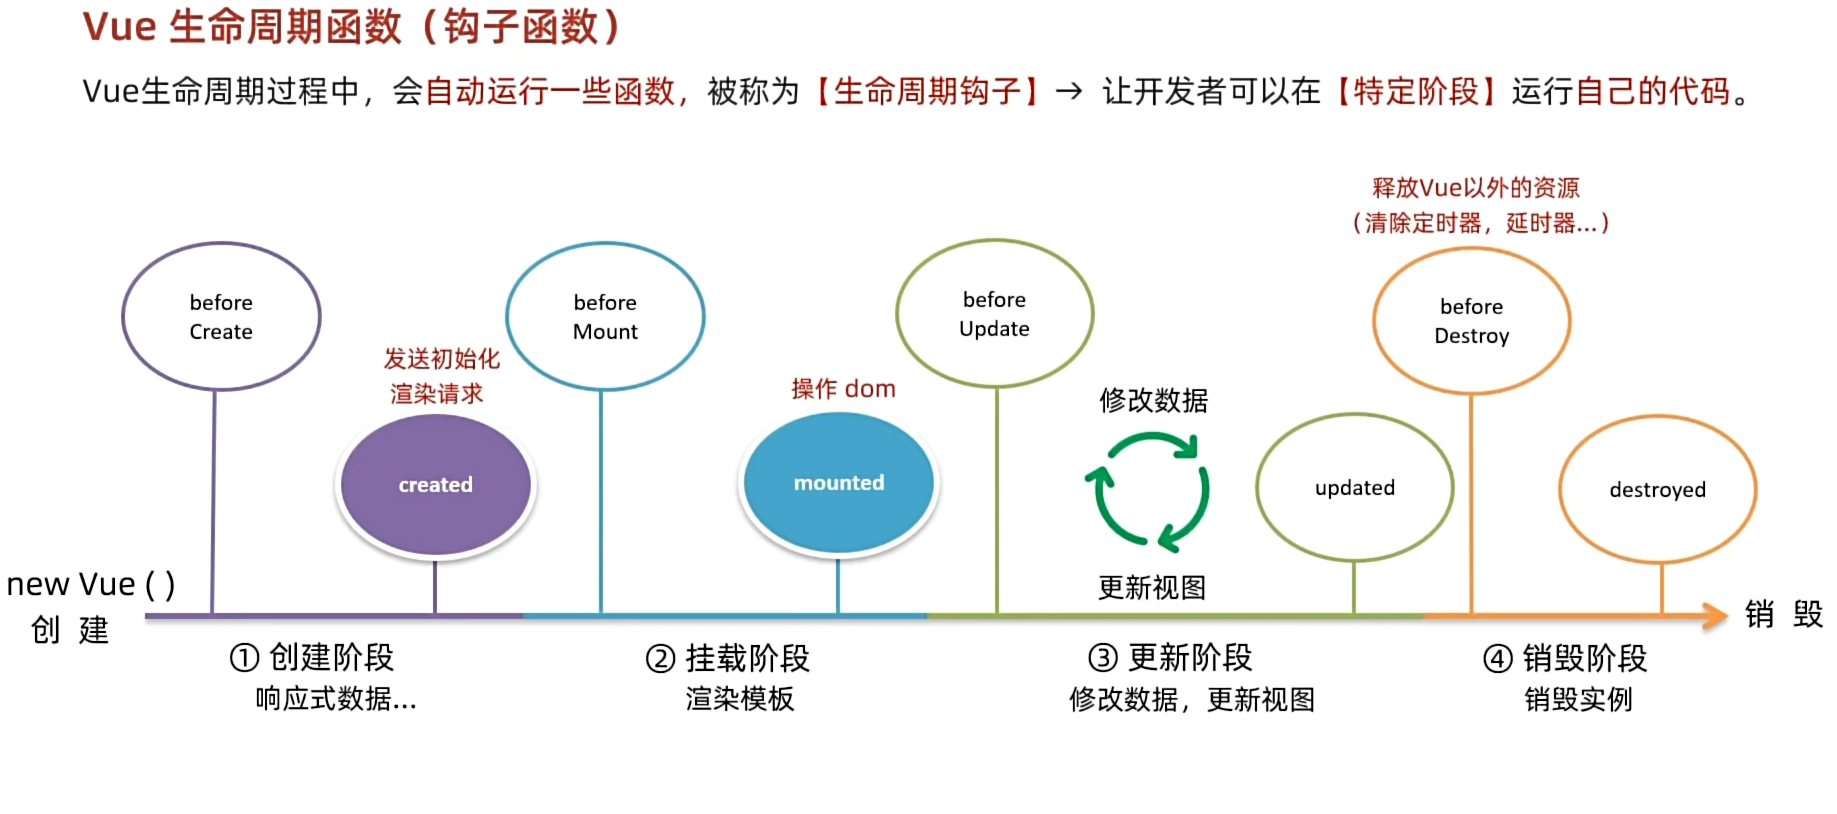 Vue 生命周期函数（钩子函数）
Vue生命周期过程中，会自动运行一些函数，被称为【生命周期钩子】→ 让开发者可以在【特定阶段】运行自己的代码。
释放Vue以外的资源
（清除定时器，延时器...）
before
Create
before
Mount
before
Update
before
Destroy
发送初始化
渲染请求
操作 dom
修改数据
created
mounted
updated
destroyed
更新视图
new Vue ( )
创 建
销 毁
① 创建阶段
响应式数据...
② 挂载阶段
渲染模板
③ 更新阶段
修改数据，更新视图
④ 销毁阶段
销毁实例